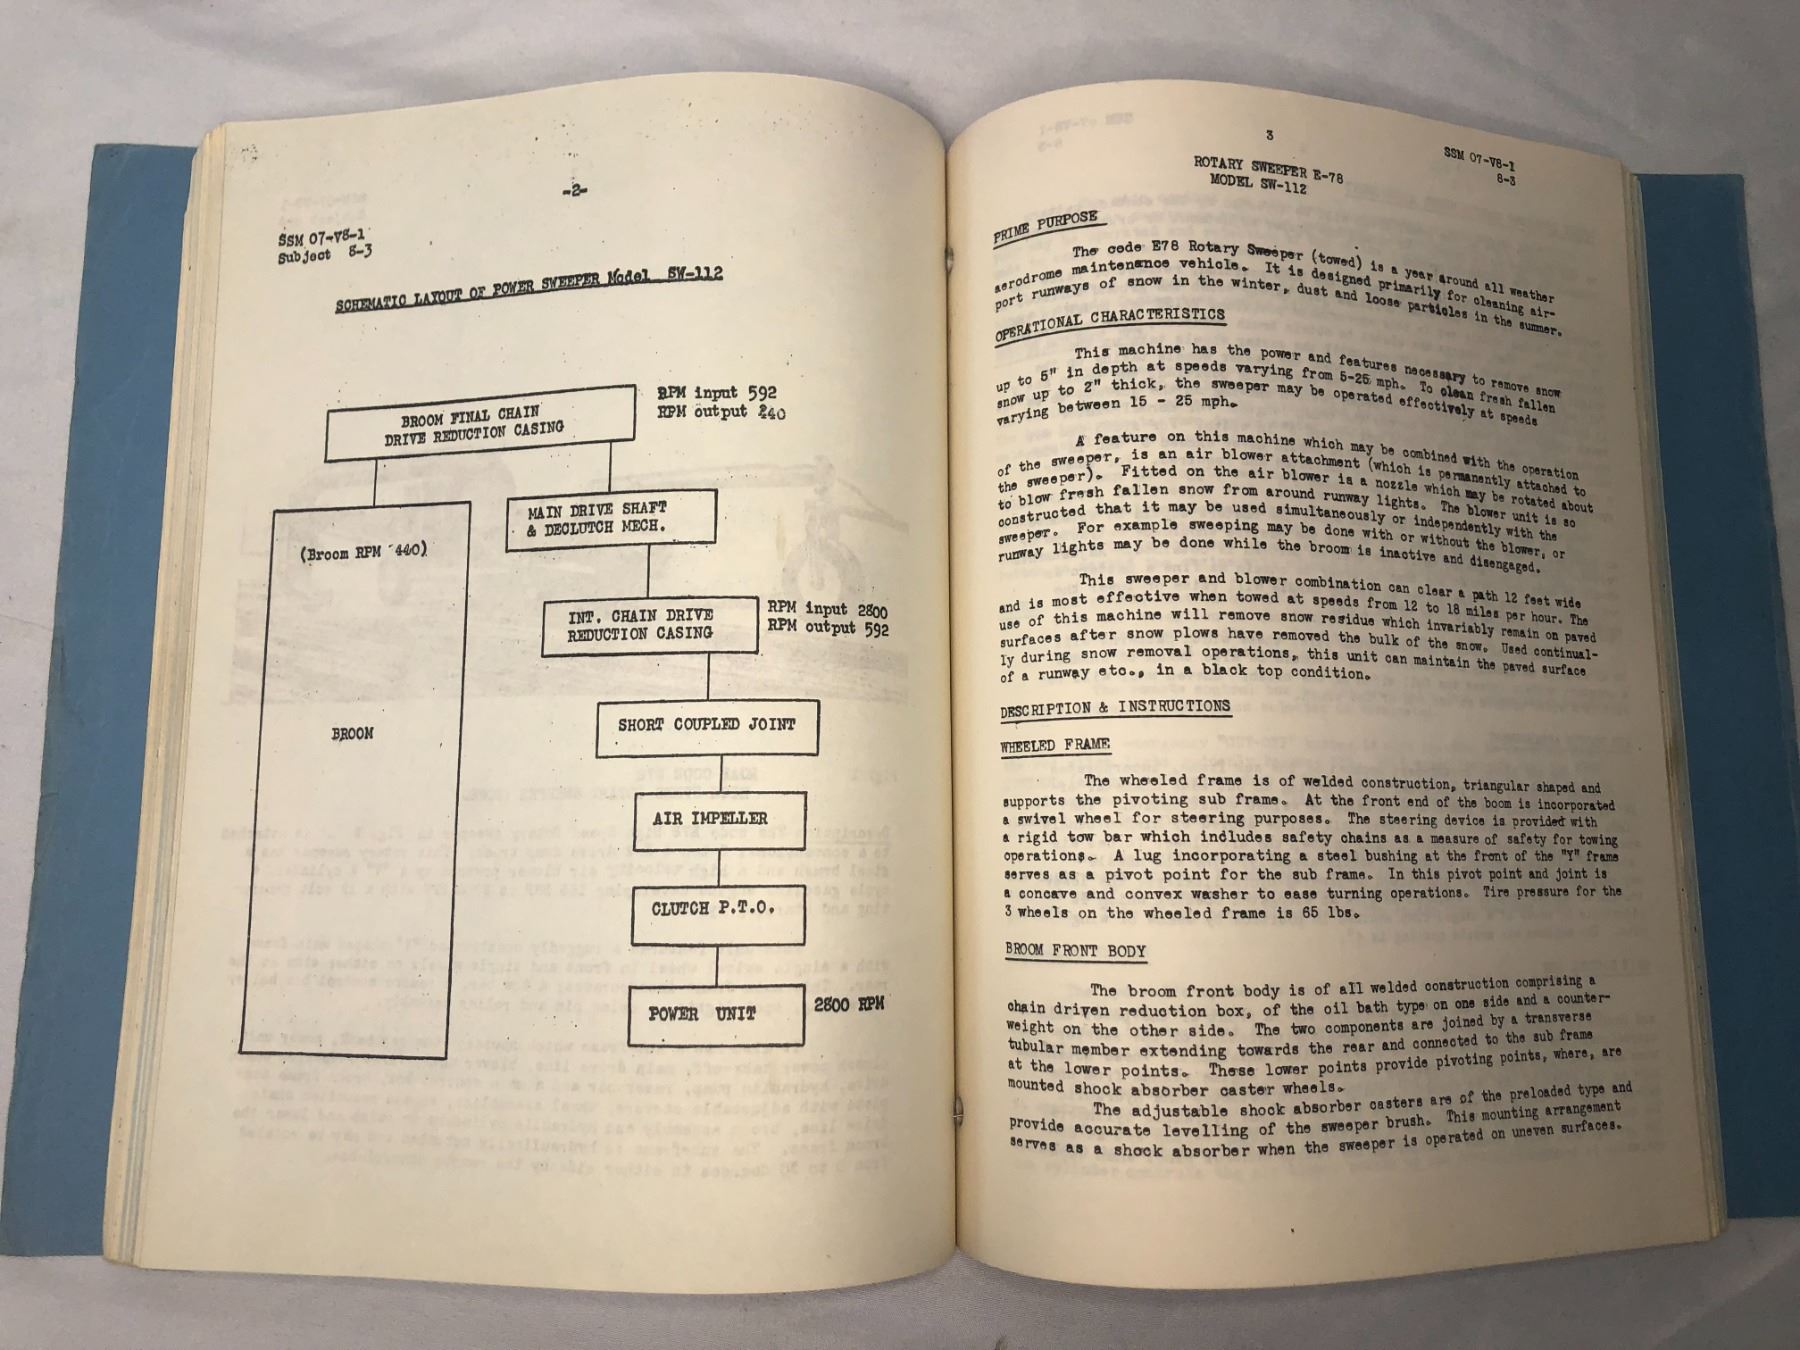 -2-
SSM 07-V8-1
Subject 8-3
SCHEMATIC LAYOUT OF POWER SWEEPER Model SW-112
BROOM FINAL CHAIN
DRIVE REDUCTION CASING
RPM input 592
RPM output 440
MAIN DRIVE SHAFT
& DECLUTCH MECH.
(Broom RPM 440)
INT. CHAIN DRIVE
REDUCTION CASING
RPM input 2800
RPM output 592
BROOM
SHORT COUPLED JOINT
AIR IMPELLER
CLUTCH P.T.O.
POWER UNIT
2800 RPM
3
SSM 07-V8-1
8-3
ROTARY SWEEPER E-78
MODEL SW-112
PRIME PURPOSE
The code E78 Rotary Sweeper (towed) is a year around all weather
aerodrome maintenance vehicle. It is designed primarily for cleaning air-
port runways of snow in the winter, dust and loose particles in the summer.
OPERATIONAL CHARACTERISTICS
This machine has the power and features necessary to remove snow
up to 5" in depth at speeds varying from 5-25 mph. To clean fresh fallen
snow up to 2" thick, the sweeper may be operated effectively at speeds
varying between 15 - 25 mph.
A feature on this machine which may be combined with the operation
of the sweeper, is an air blower attachment (which is permanently attached to
the sweeper). Fitted on the air blower is a nozzle which may be rotated about
to blow fresh fallen snow from around runway lights. The blower unit is so
constructed that it may be used simultaneously or independently with the
sweeper. For example sweeping may be done with or without the blower, or
runway lights may be done while the broom is inactive and disengaged.
This sweeper and blower combination can clear a path 12 feet wide
and is most effective when towed at speeds from 12 to 18 miles per hour. The
use of this machine will remove snow residue which invariably remain on paved
surfaces after snow plows have removed the bulk of the snow. Used continual-
ly during snow removal operations, this unit can maintain the paved surface
of a runway etc., in a black top condition.
DESCRIPTION & INSTRUCTIONS
WHEELED FRAME
The wheeled frame is of welded construction, triangular shaped and
supports the pivoting sub frame. At the front end of the boom is incorporated
a swivel wheel for steering purposes. The steering device is provided with
a rigid tow bar which includes safety chains as a measure of safety for towing
operations. A lug incorporating a steel bushing at the front of the "Y" frame
serves as a pivot point for the sub frame. In this pivot point and joint is
a concave and convex washer to ease turning operations. Tire pressure for the
3 wheels on the wheeled frame is 65 lbs.
BROOM FRONT BODY
The broom front body is of all welded construction comprising a
chain driven reduction box, of the oil bath type on one side and a counter-
weight on the other side. The two components are joined by a transverse
tubular member extending towards the rear and connected to the sub frame
at the lower points. These lower points provide pivoting points, where, are
mounted shock absorber caster wheels.
The adjustable shock absorber casters are of the preloaded type and
provide accurate levelling of the sweeper brush. This mounting arrangement
serves as a shock absorber when the sweeper is operated on uneven surfaces.